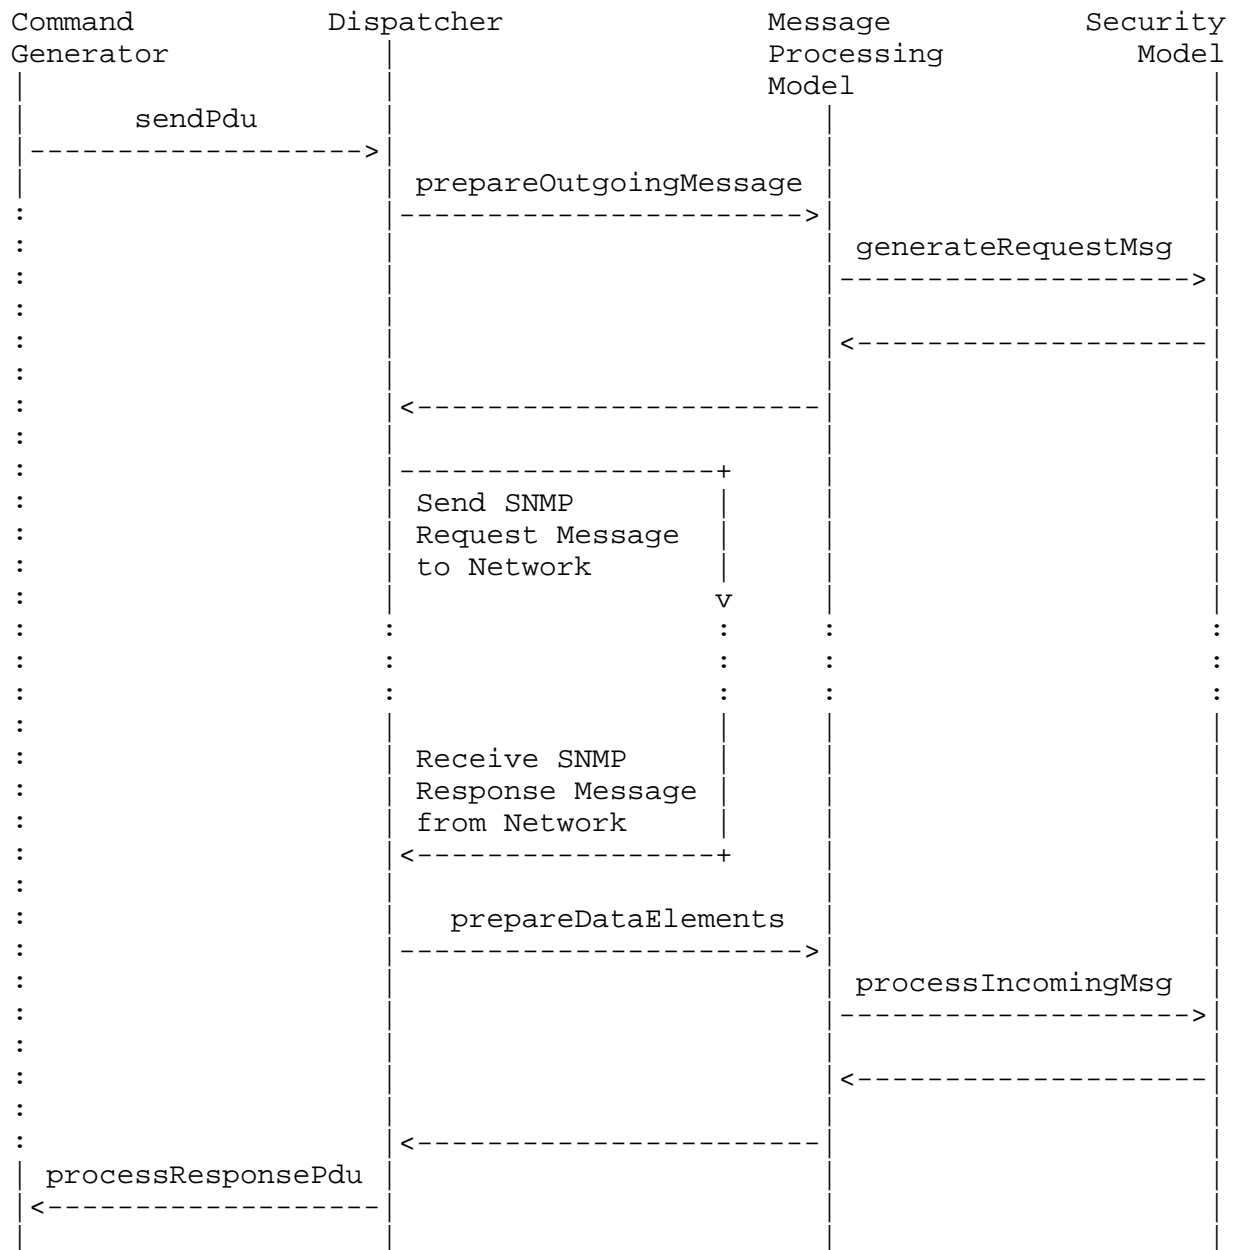 Command Dispatcher Message Security
Generator Processing Model
Model
sendPdu
prepareOutgoingMessage
generateRequestMsg
Send SNMP
Request Message
to Network
v
Receive SNMP
Response Message
from Network
prepareDataElements
processIncomingMsg
processResponsePdu